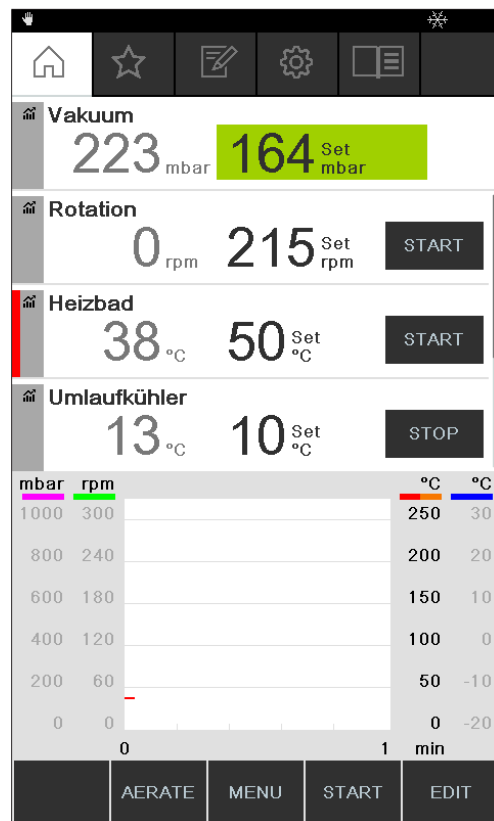 Vakuum
223 mbar 164 Set mbar
Rotation
0 rpm 215 Set rpm START
Heizbad
38 °C 50 Set °C START
Umlaufkühler
13 °C 10 Set °C STOP
mbar rpm °C °C
1000 300 250 30
800 240 200 20
600 180 150 10
400 120 100 0
200 60 50 -10
0 0 0 -20
0 1 min
AERATE MENU START EDIT